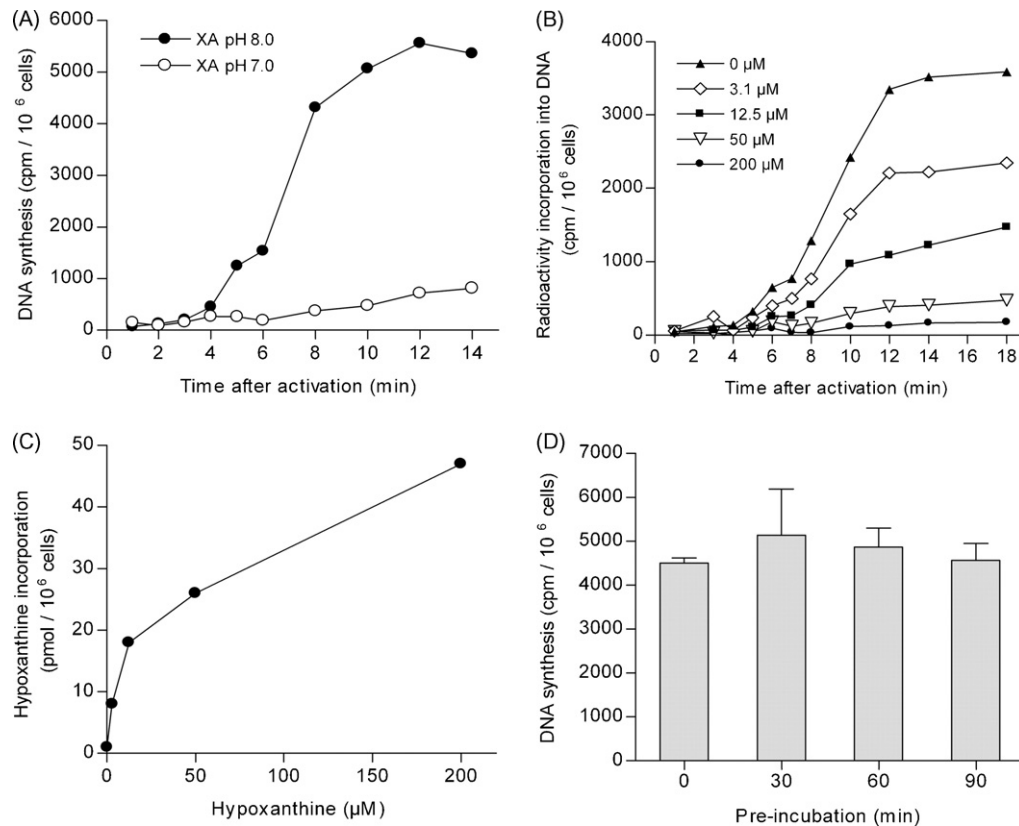 (A)
6000
5000
4000
3000
2000
1000
0
DNA synthesis (cpm / 10 6 cells)
XA pH 8.0
XA pH 7.0
0 2 4 6 8 10 12 14
Time after activation (min)
(B)
4000
3000
2000
1000
0
Radioactivity incorporation into DNA
(cpm / 10 6 cells)
0 µM
3.1 µM
12.5 µM
50 µM
200 µM
0 2 4 6 8 10 12 14 16 18
Time after activation (min)
(C)
50
40
30
20
10
0
Hypoxanthine incorporation
(pmol / 10 6 cells)
0 50 100 150 200
Hypoxanthine (µM)
(D)
7000
6000
5000
4000
3000
2000
1000
0
DNA synthesis (cpm / 10 6 cells)
0 30 60 90
Pre-incubation (min)